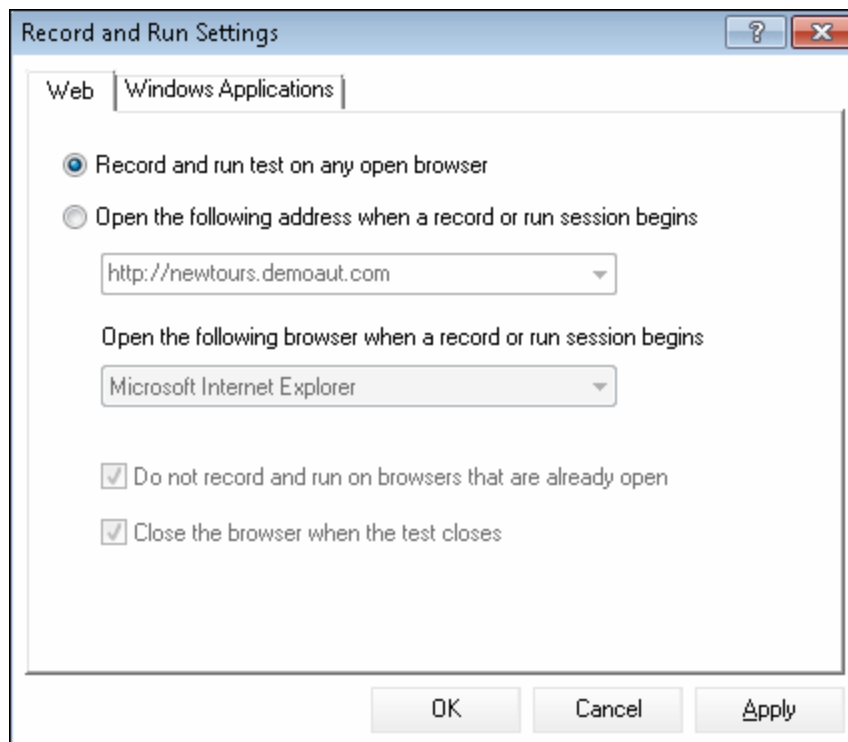 Record and Run Settings
Web
Windows Applications
Record and run test on any open browser
Open the following address when a record or run session begins
http://newtours.demoaut.com
Open the following browser when a record or run session begins
Microsoft Internet Explorer
Do not record and run on browsers that are already open
Close the browser when the test closes
OK
Cancel
Apply